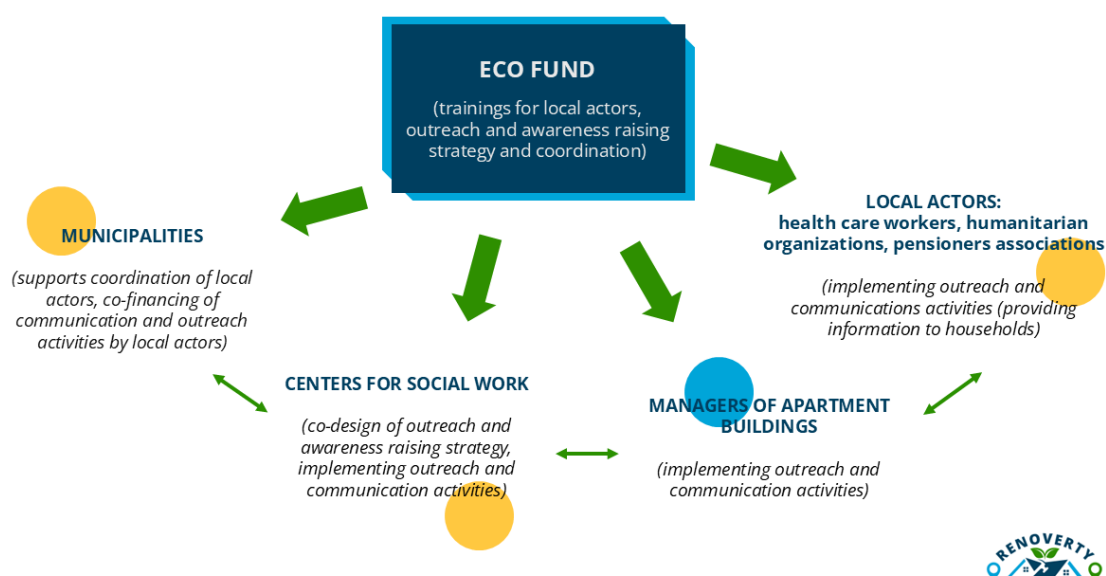 ECO FUND
(trainings for local actors,
outreach and awareness raising
strategy and coordination)
MUNICIPALITIES
(supports coordination of local
actors, co-financing of
communication and outreach
activities by local actors)
LOCAL ACTORS:
health care workers, humanitarian
organizations, pensioners associations
(implementing outreach and
communications activities (providing
information to households)
CENTERS FOR SOCIAL WORK
(co-design of outreach and
awareness raising strategy,
implementing outreach and
communication activities)
MANAGERS OF APARTMENT
BUILDINGS
(implementing outreach and
communication activities)
RENOVERTY